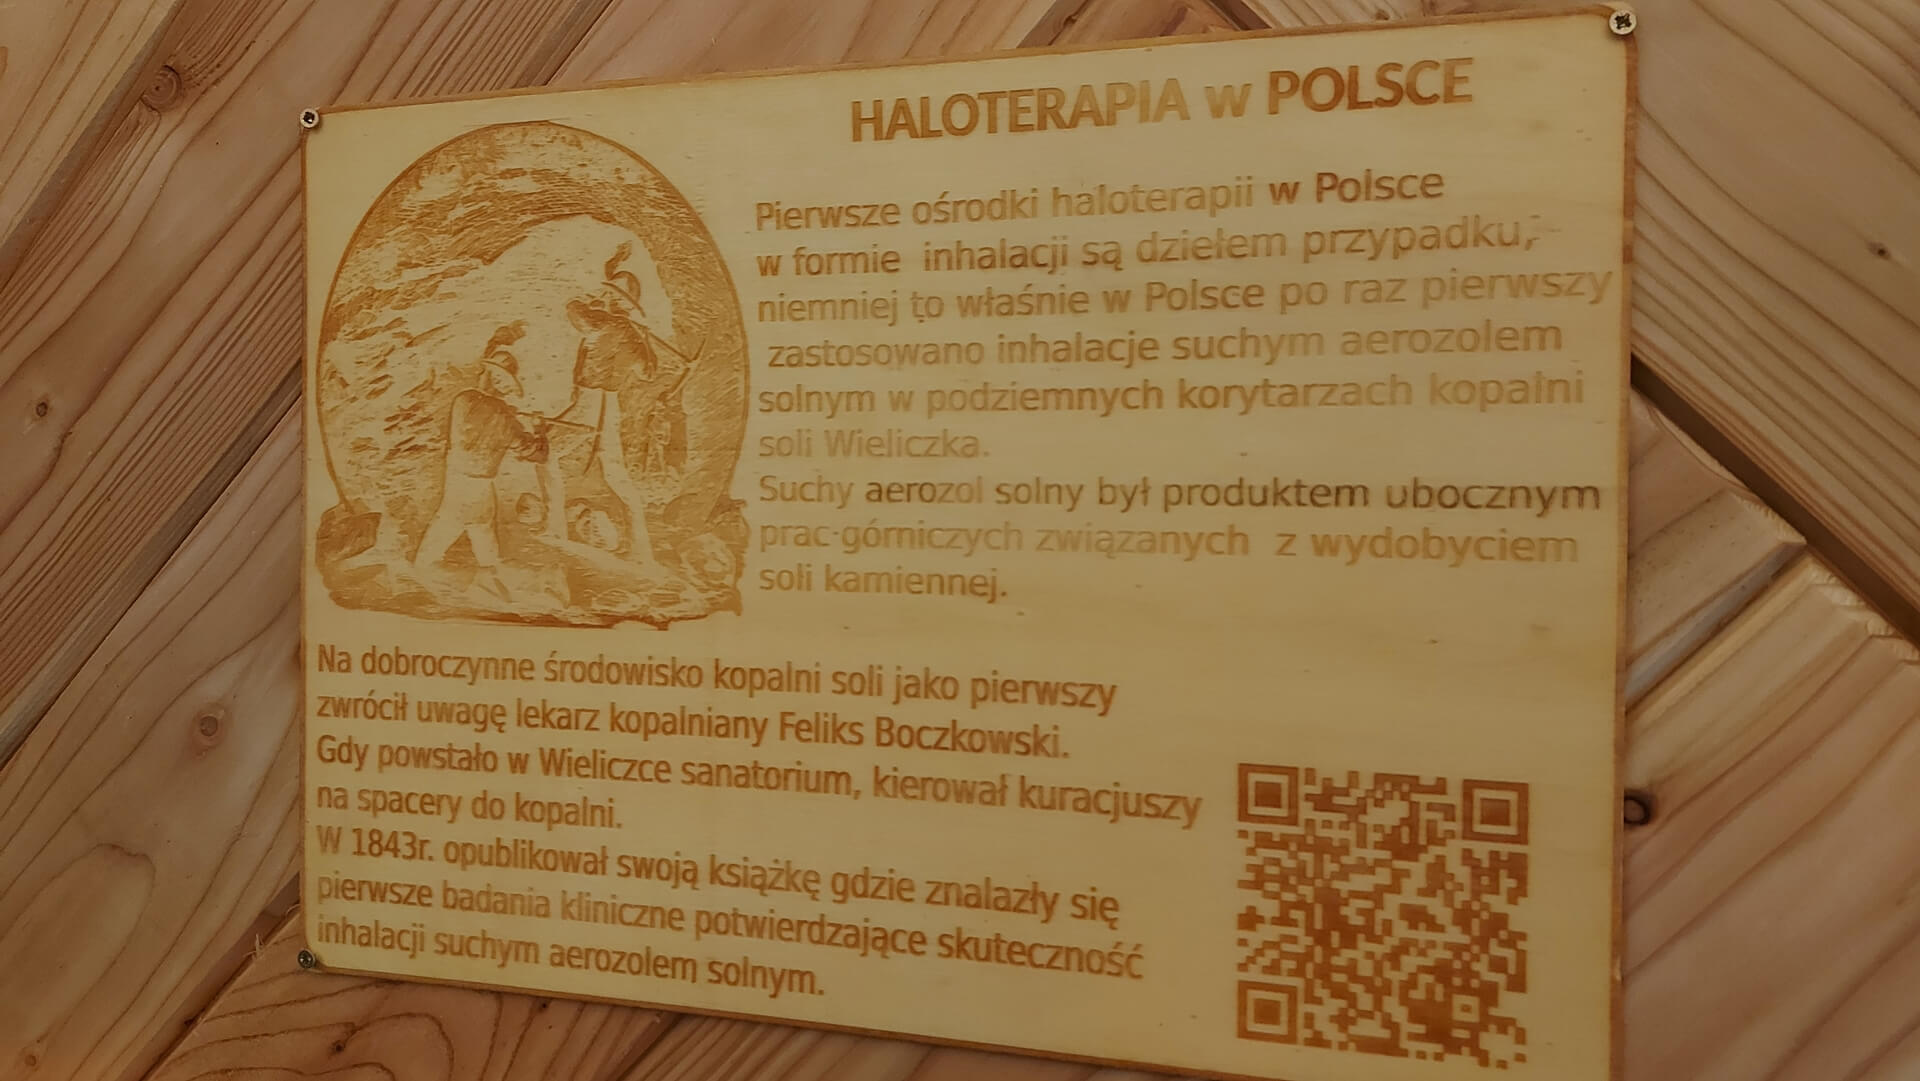 HALOTERAPIA w POLSCE
Pierwsze ośrodki haloterapii w Polsce
w formie inhalacji są dziełem przypadku,
niemniej to właśnie w Polsce po raz pierwszy
zastosowano inhalacje suchym aerozolem
solnym w podziemnych korytarzach kopalni
soli Wieliczka.
Suchy aerozol solny był produktem ubocznym
prac górniczych związanych z wydobyciem
soli kamiennej.
Na dobroczynne środowisko kopalni soli jako pierwszy
zwrócił uwagę lekarz kopalniany Feliks Boczkowski.
Gdy powstało w Wieliczce sanatorium, kierował kuracjuszy
na spacery do kopalni.
W 1843r. opublikował swoją książkę gdzie znalazły się
pierwsze badania kliniczne potwierdzające skuteczność
inhalacji suchym aerozolem solnym.